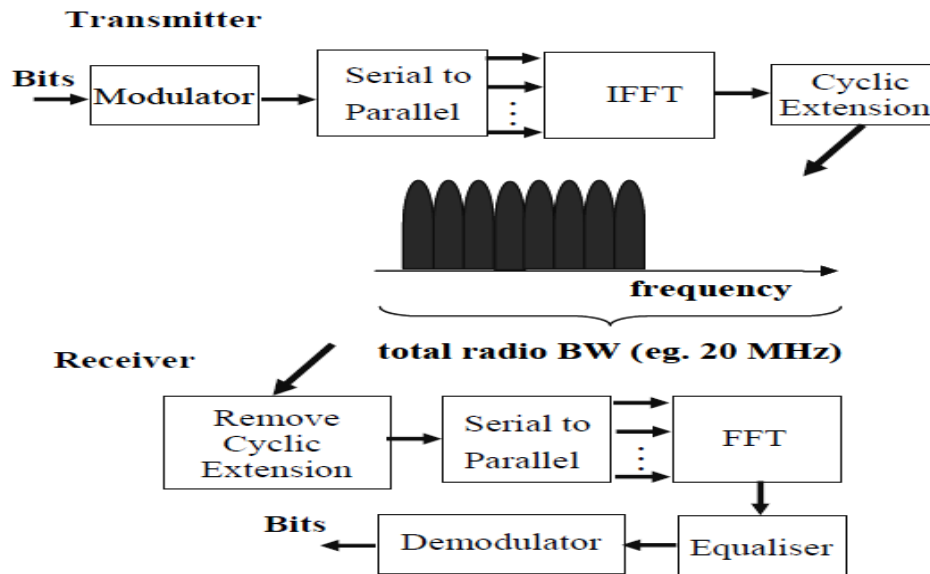 Transmitter
Bits
Modulator
Serial to
Parallel
IFFT
Cyclic
Extension
frequency
total radio BW (eg. 20 MHz)
Receiver
Remove
Cyclic
Extension
Serial to
Parallel
FFT
Equaliser
Demodulator
Bits